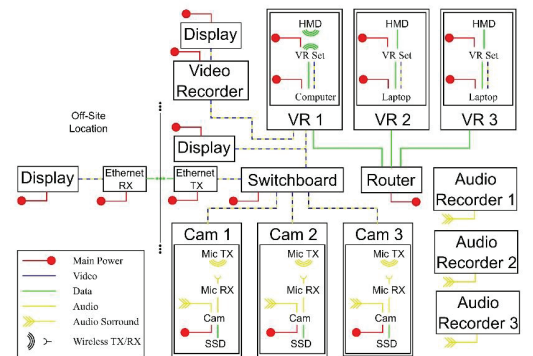 Display
Video
Recorder
Off-Site
Location
Display
Display
Ethernet
RX
Ethernet
TX
Switchboard
Router
HMD
VR Set
Computer
VR 1
HMD
VR Set
Laptop
VR 2
HMD
VR Set
Laptop
VR 3
Audio
Recorder 1
Audio
Recorder 2
Audio
Recorder 3
Cam 1
Mic TX
Mic RX
Cam
SSD
Cam 2
Mic TX
Mic RX
Cam
SSD
Cam 3
Mic TX
Mic RX
Cam
SSD
Main Power
Video
Data
Audio
Audio Sorround
Wireless TX/RX